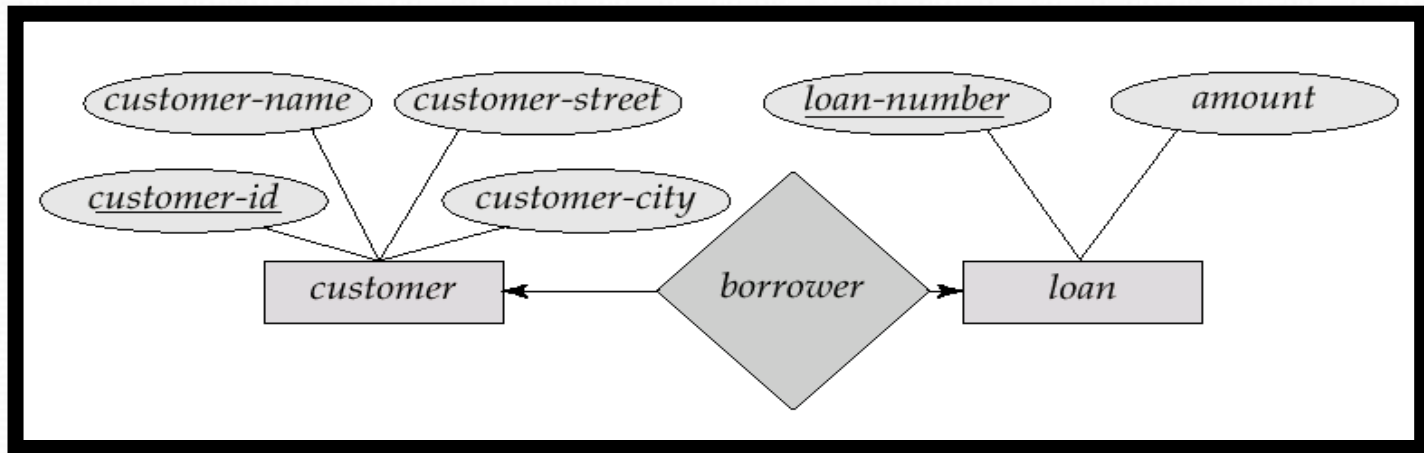 customer-name
customer-street
loan-number
amount
customer-id
customer-city
customer
borrower
loan